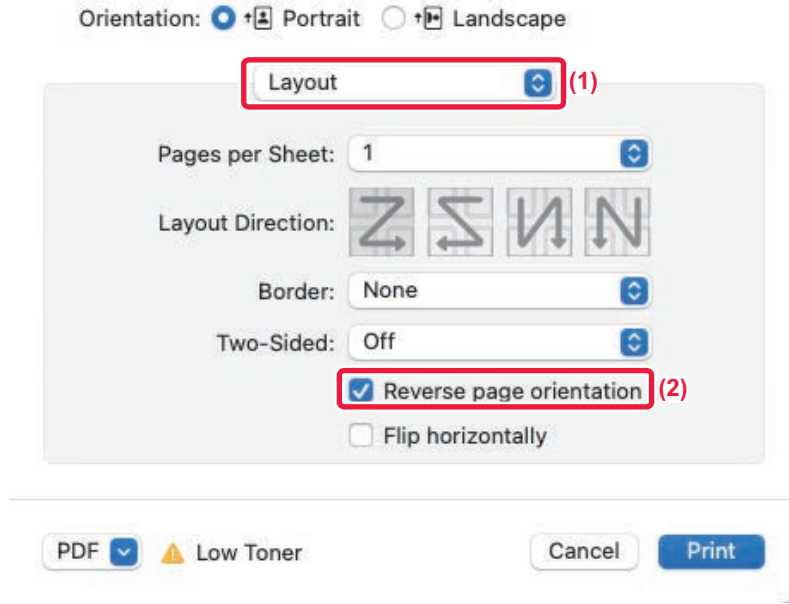 Orientation: Portrait Landscape
Layout (1)
Pages per Sheet: 1
Layout Direction:
Border: None
Two-Sided: Off
Reverse page orientation (2)
Flip horizontally
PDF Low Toner Cancel Print